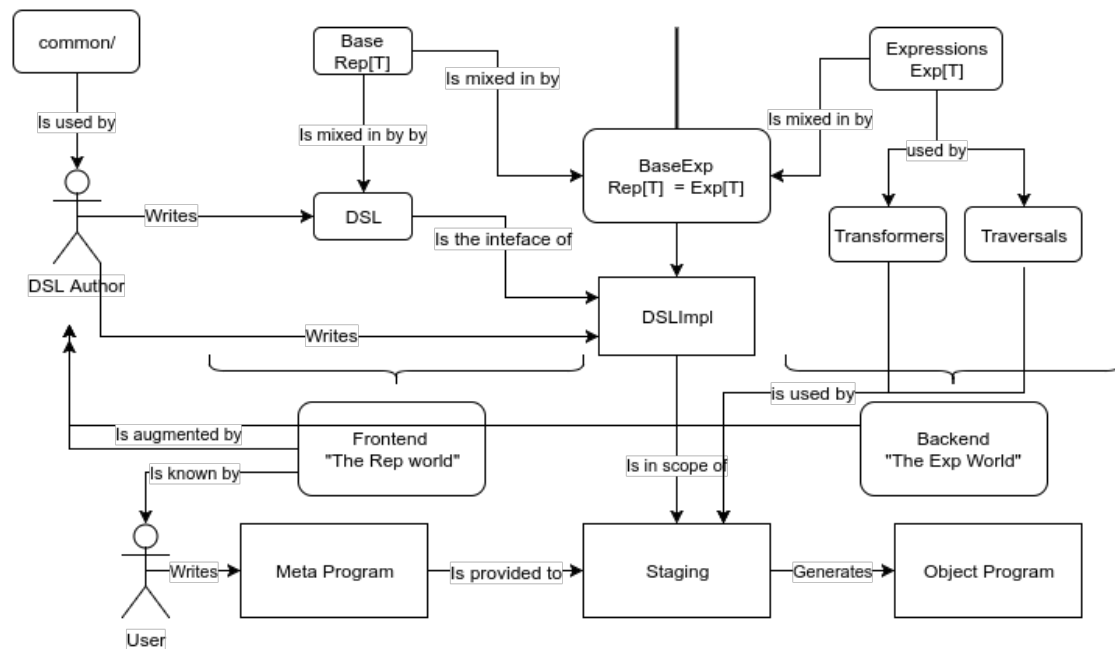 common/
Base
Rep[T]
Expressions
Exp[T]
Is mixed in by
Is used by
Is mixed in by by
Is mixed in by
used by
BaseExp
Rep[T] = Exp[T]
Writes
DSL
Is the inteface of
Transformers
Traversals
DSL Author
DSLImpl
Writes
is used by
Is augmented by
Frontend
"The Rep world"
Backend
"The Exp World"
Is known by
Is in scope of
Writes
Meta Program
Is provided to
Staging
Generates
Object Program
User